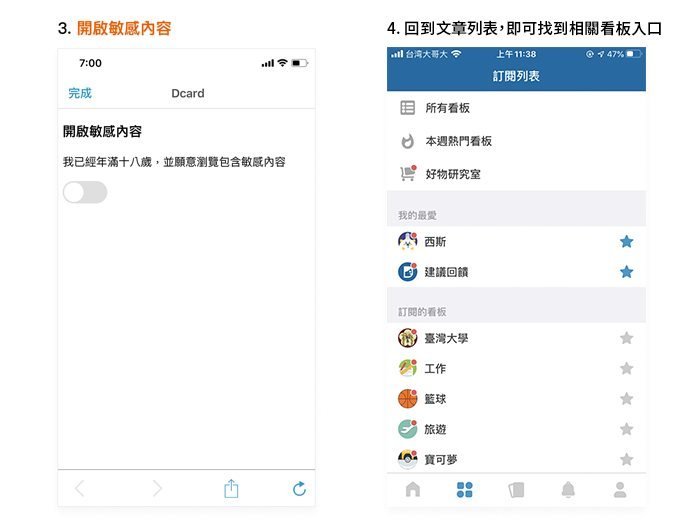 3. 開啟敏感內容
7:00
完成
Dcard
開啟敏感內容
我已經年滿十八歲，並願意瀏覽包含敏感內容
4. 回到文章列表，即可找到相關看板入口
台湾大哥大
上午11:38
47%
訂閱列表
所有看板
本週熱門看板
好物研究室
我的最愛
西斯
建議回饋
訂閱的看板
臺灣大學
工作
籃球
旅遊
寶可夢